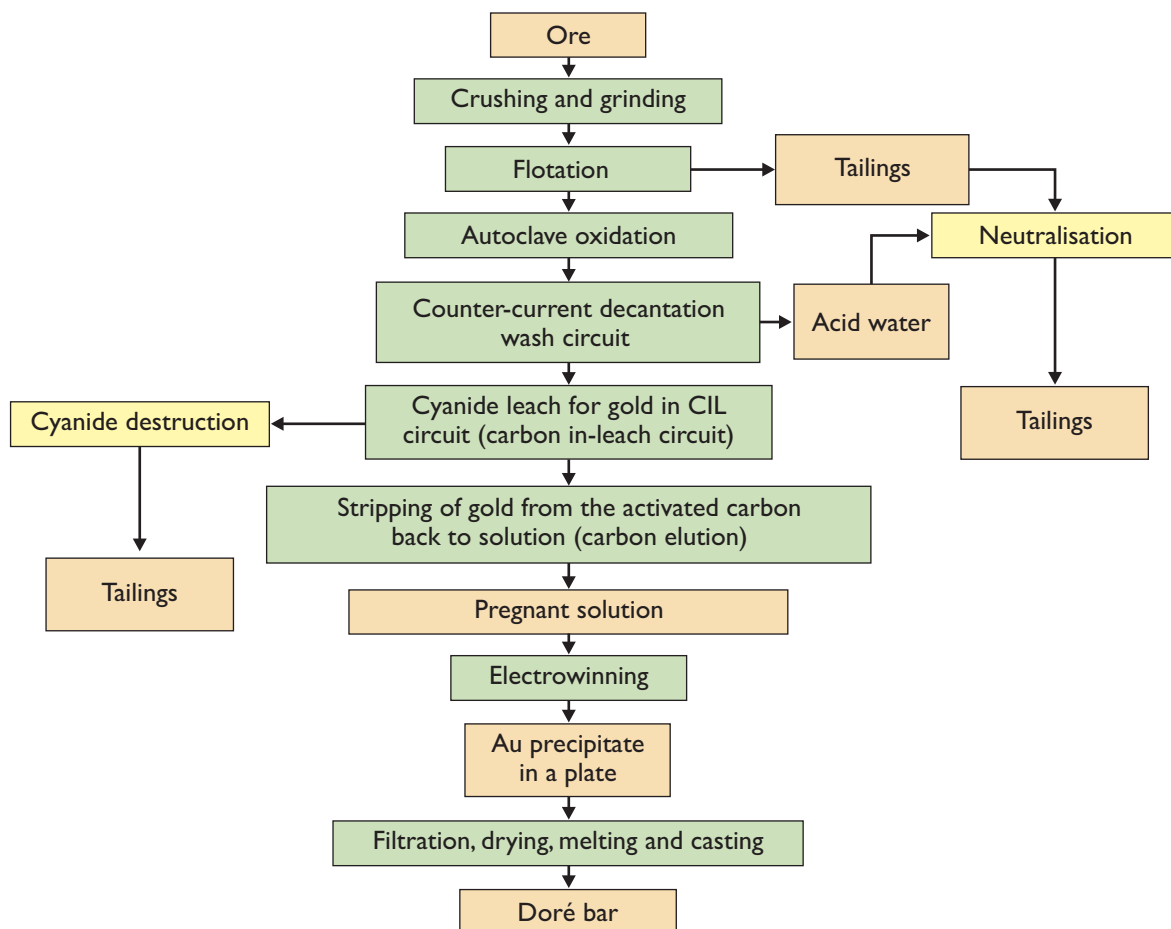 Ore
Crushing and grinding
Flotation
Tailings
Autoclave oxidation
Neutralisation
Counter-current decantation
wash circuit
Acid water
Cyanide destruction
Cyanide leach for gold in CIL
circuit (carbon in-leach circuit)
Tailings
Stripping of gold from the activated carbon
back to solution (carbon elution)
Tailings
Pregnant solution
Electrowinning
Au precipitate
in a plate
Filtration, drying, melting and casting
Doré bar